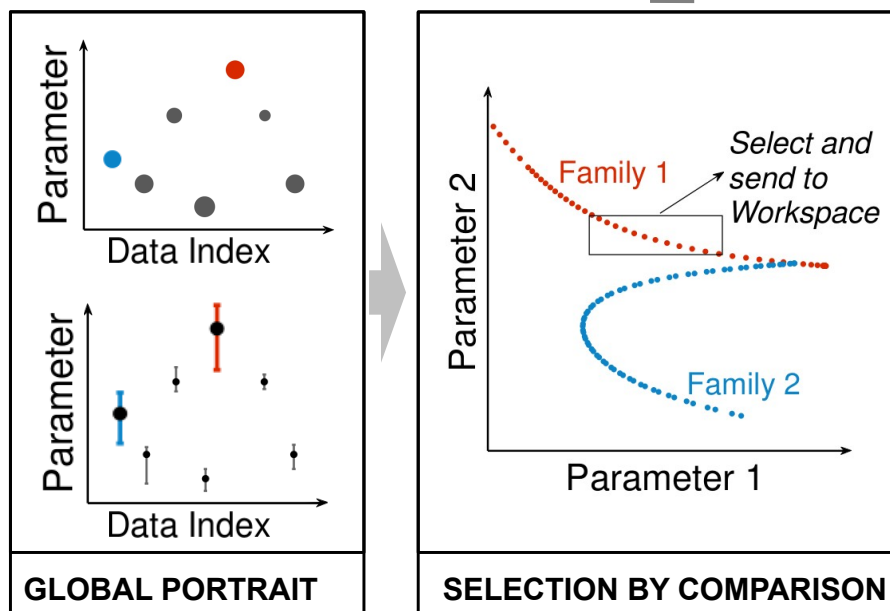 Parameter
Data Index
Parameter
Data Index
GLOBAL PORTRAIT
Parameter 2
Family 1
Select and
send to
Workspace
Family 2
Parameter 1
SELECTION BY COMPARISON